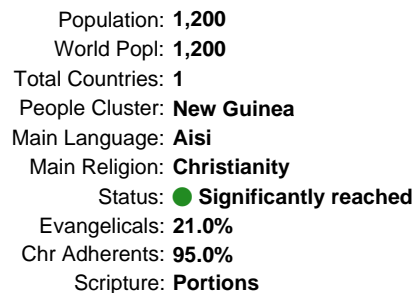 Population: 1,200
World Popl: 1,200
Total Countries: 1
People Cluster: New Guinea
Main Language: Aisi
Main Religion: Christianity
Status: Significantly reached
Evangelicals: 21.0%
Chr Adherents: 95.0%
Scripture: Portions